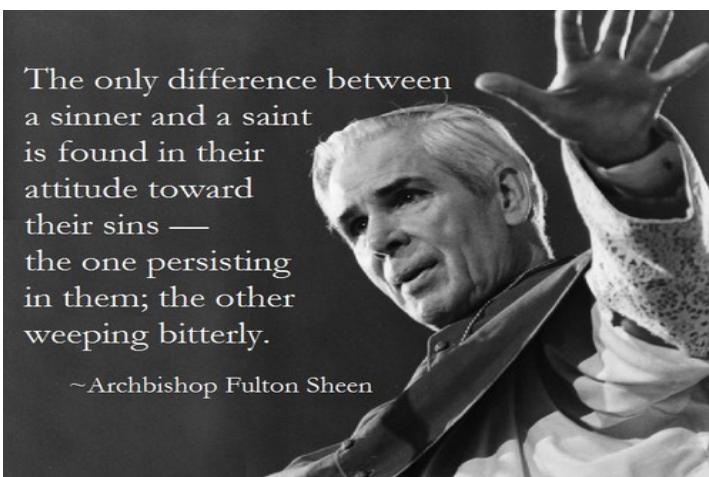 The only difference between
a sinner and a saint
is found in their
attitude toward
their sins —
the one persisting
in them; the other
weeping bitterly.
~Archbishop Fulton Sheen